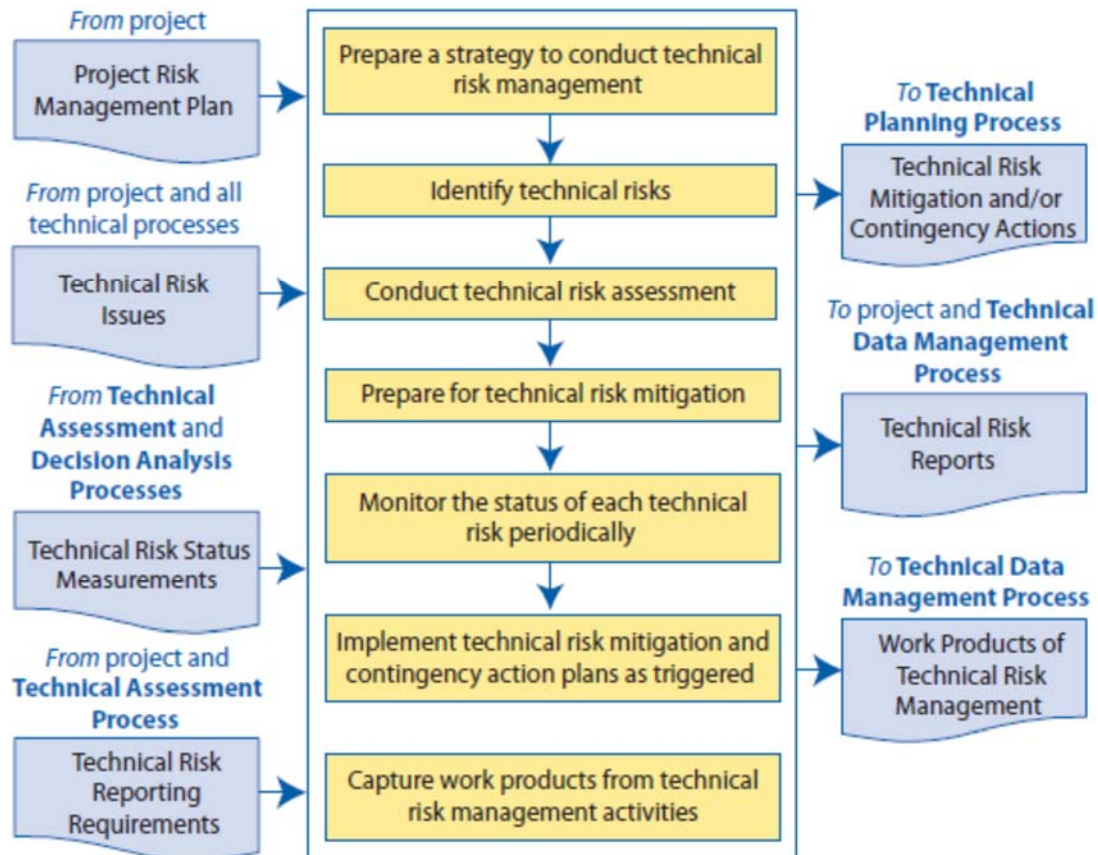 From project
Project Risk
Management Plan
From project and all
technical processes
Technical Risk
Issues
From Technical
Assessment and
Decision Analysis
Processes
Technical Risk Status
Measurements
From project and
Technical Assessment
Process
Technical Risk
Reporting
Requirements
Prepare a strategy to conduct technical
risk management
Identify technical risks
Conduct technical risk assessment
Prepare for technical risk mitigation
Monitor the status of each technical
risk periodically
Implement technical risk mitigation and
contingency action plans as triggered
Capture work products from technical
risk management activities
To Technical
Planning Process
Technical Risk
Mitigation and/or
Contingency Actions
To project and Technical
Data Management
Process
Technical Risk
Reports
To Technical Data
Management Process
Work Products of
Technical Risk
Management